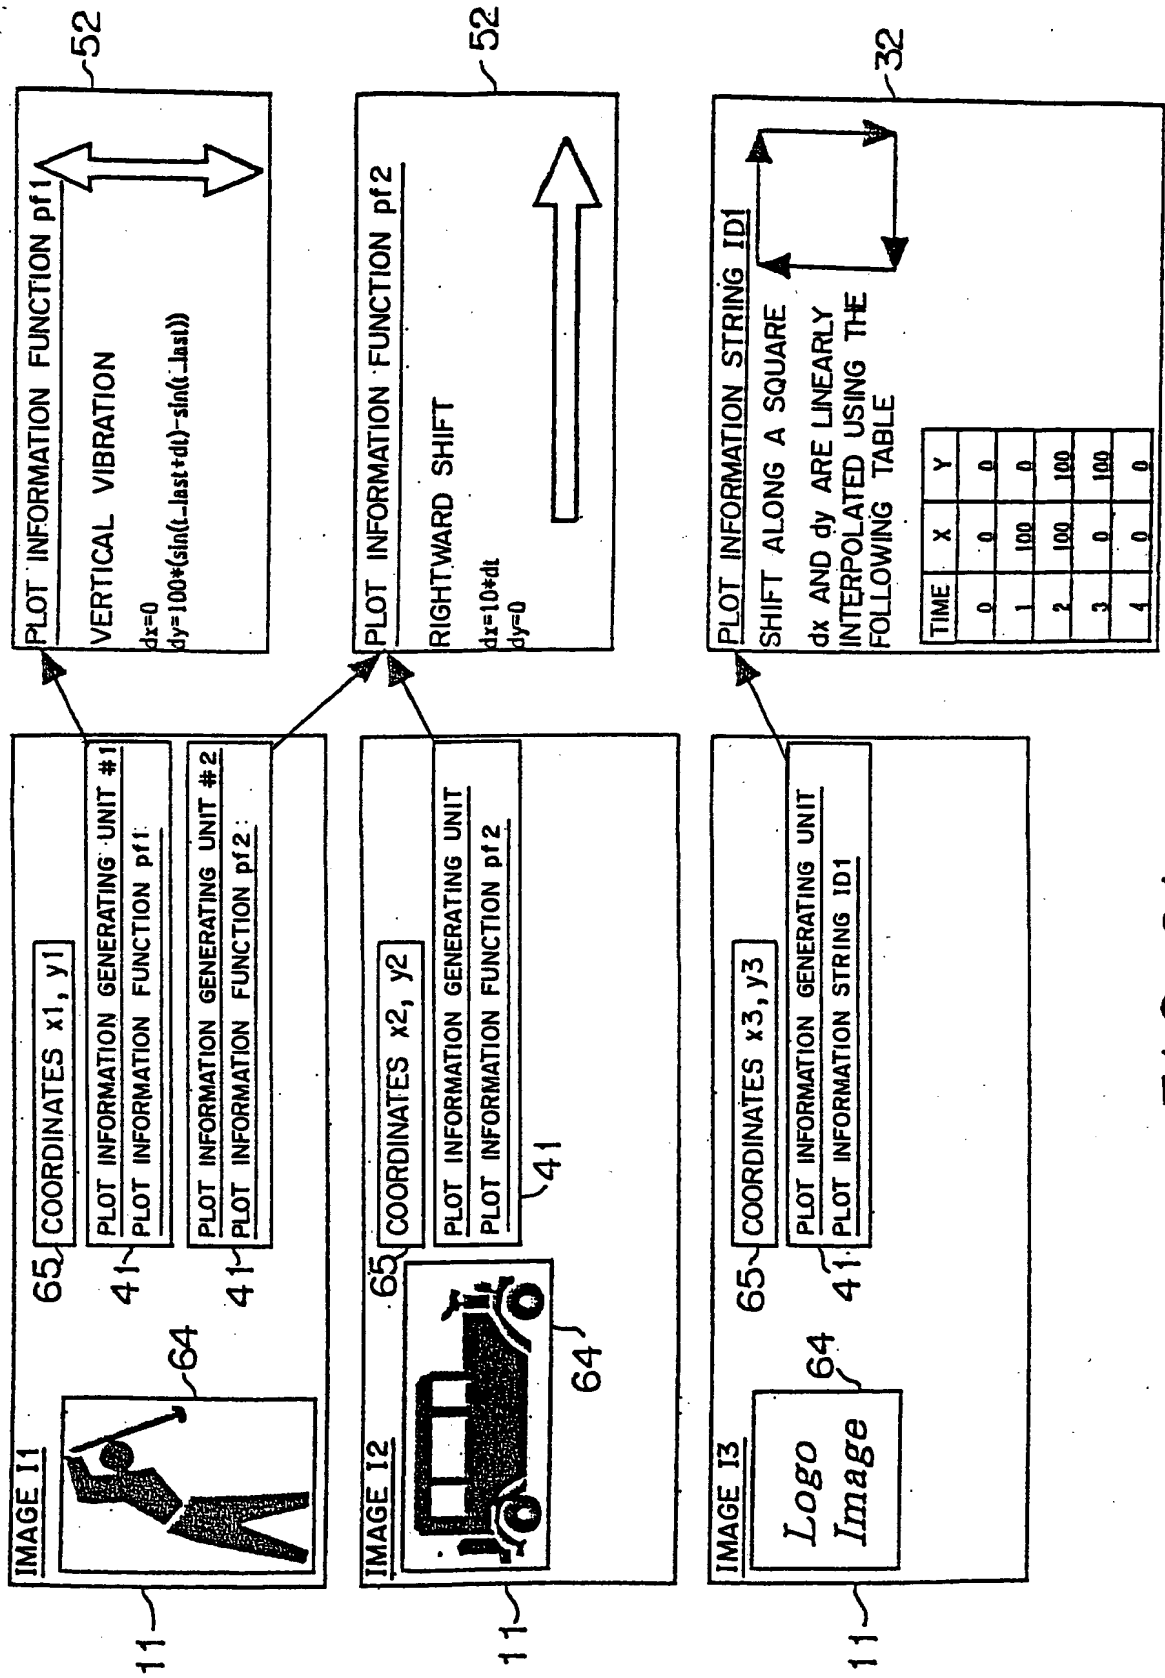 11
IMAGE I1
64
65
COORDINATES x1, y1
41
PLOT INFORMATION GENERATING UNIT #1
PLOT INFORMATION FUNCTION pf1
41
PLOT INFORMATION GENERATING UNIT #2
PLOT INFORMATION FUNCTION pf2
52
PLOT INFORMATION FUNCTION pf1
VERTICAL VIBRATION
dx=0
dy=100*(sin(t_last+dt)-sin(t_last))
11
IMAGE I2
64
65
COORDINATES x2, y2
PLOT INFORMATION GENERATING UNIT
PLOT INFORMATION FUNCTION pf2
41
52
PLOT INFORMATION FUNCTION pf2
RIGHTWARD SHIFT
dx=10*dt
dy=0
11
IMAGE I3
Logo
Image
64
65
COORDINATES x3, y3
41
PLOT INFORMATION GENERATING UNIT
PLOT INFORMATION STRING ID1
32
PLOT INFORMATION STRING ID1
SHIFT ALONG A SQUARE
dx AND dy ARE LINEARLY
INTERPOLATED USING THE
FOLLOWING TABLE
TIME X Y
0 0 0
1 100 0
2 100 100
3 0 100
4 0 0